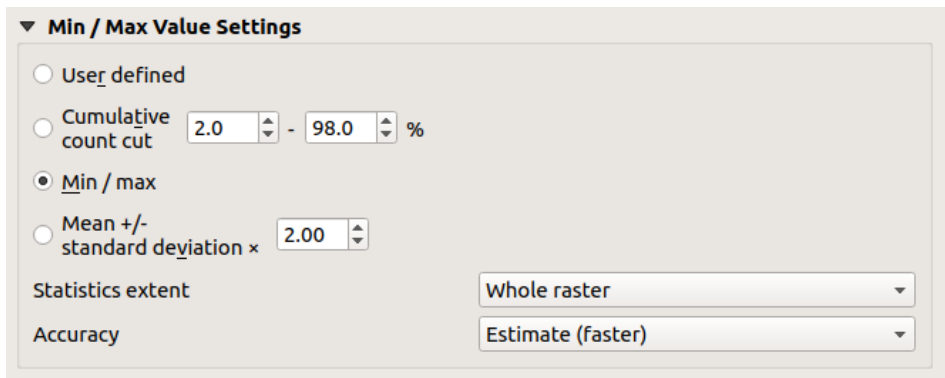 Min / Max Value Settings
User defined
Cumulative
count cut 2.0 - 98.0 %
Min / max
Mean +/-
standard deviation × 2.00
Statistics extent Whole raster
Accuracy Estimate (faster)